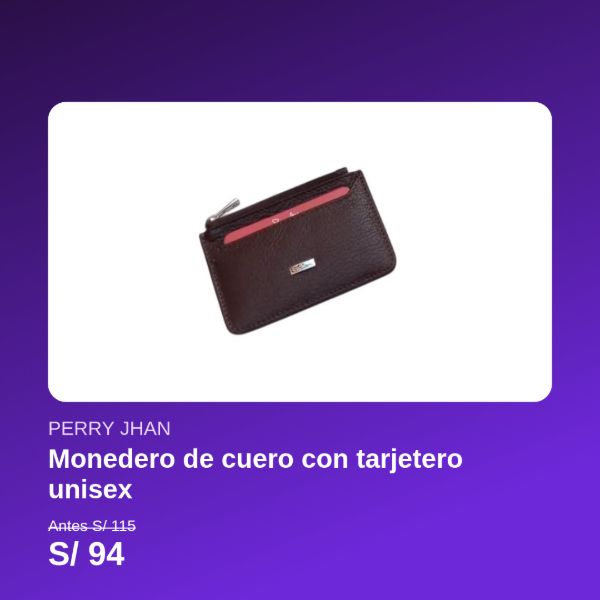 PERRY JHAN
Monedero de cuero con tarjetero
unisex
Antes S/ 115
S/ 94